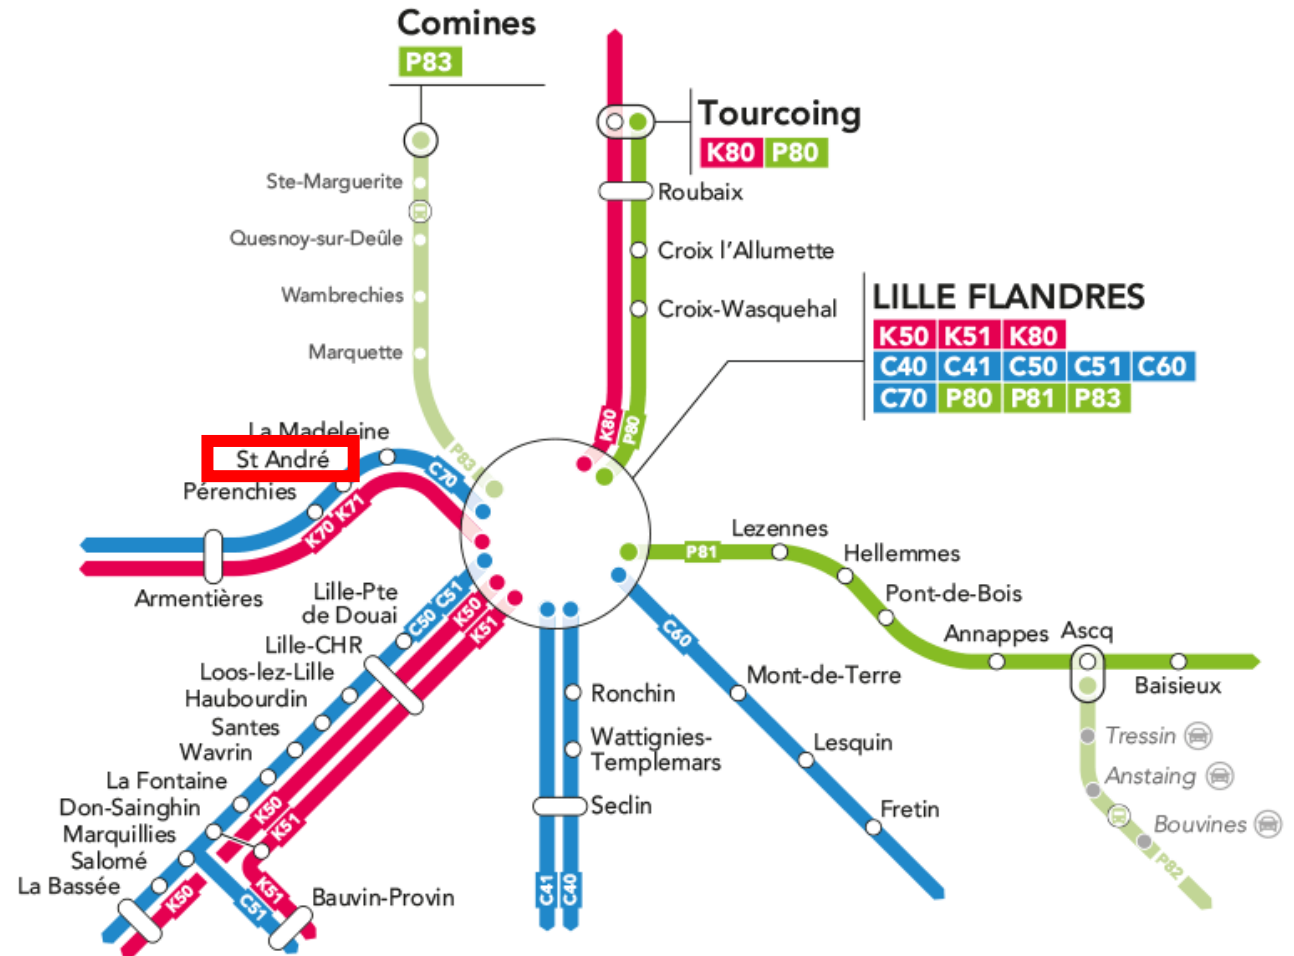 Comines
P83
Tourcoing
K80 P80
Ste-Marguerite
Roubaix
Quesnoy-sur-Deûle
Croix l'Allumette
Wambrechies
Croix-Wasquehal
LILLE FLANDRES
K50 K51 K80
C40 C41 C50 C51 C60
C70 P80 P81 P83
Marquette
K80
P80
La Madeleine
St André
Pérenchies
P83
C70
K70 K71
Armentières
P81
Lezennes
Hellemmes
Pont-de-Bois
Annappes
Ascq
Baisieux
Tressin
Anstaing
Bouvines
P82
C60
Mont-de-Terre
Lesquin
Fretin
Lille-Pte
de Douai
C50 C51
K50
K51
Lille-CHR
Loos-lez-Lille
Haubourdin
Santes
Wavrin
La Fontaine
Don-Sainghin
Marquillies
Salomé
La Bassée
K50
K51
K50
K51
C51
Bauvin-Provin
Ronchin
Wattignies-
Templemars
Seclin
C41
C40